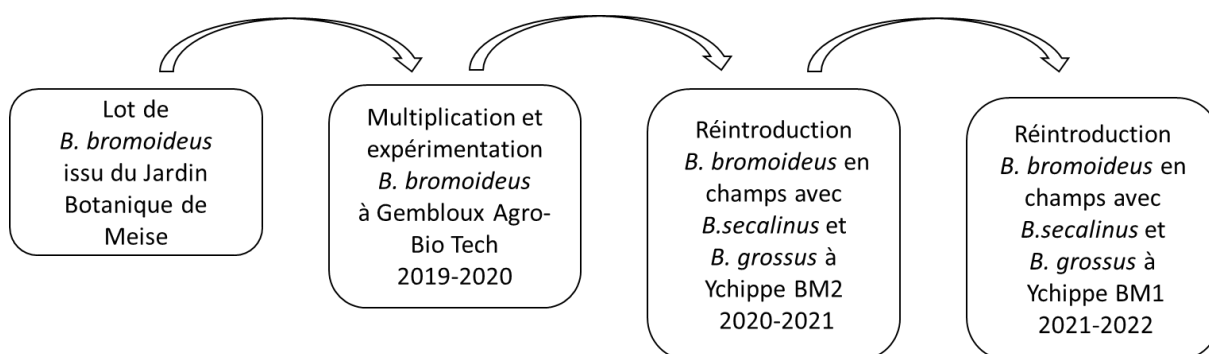 Lot de
B. bromoideus
issu du Jardin
Botanique de
Meise
Multiplication et
expérimentation
B. bromoideus
à Gembloux Agro-
Bio Tech
2019-2020
Réintroduction
B. bromoideus en
champs avec
B.secalinus et
B. grossus à
Ychippe BM2
2020-2021
Réintroduction
B. bromoideus en
champs avec
B.secalinus et
B. grossus à
Ychippe BM1
2021-2022